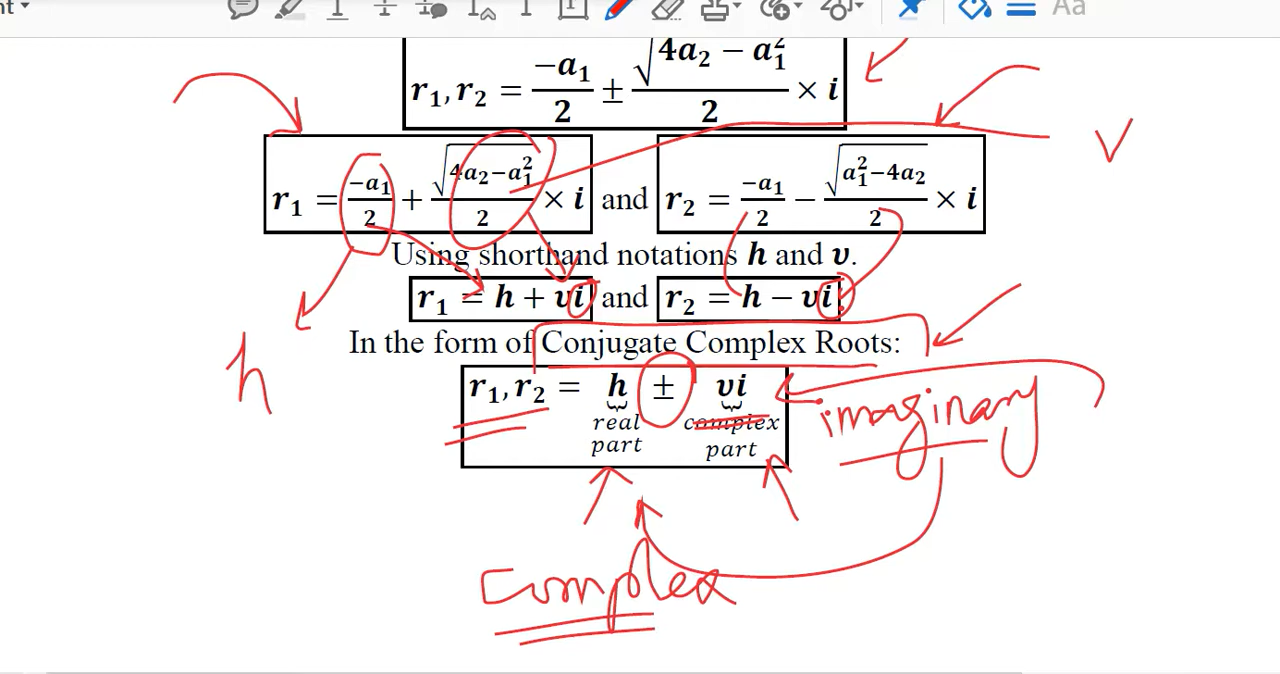 nt
Aa
r₁, r₂ = -a₁/2 ± √(4a₂ − a₁²)/2 × i
r₁ = -a₁/2 + √(4a₂−a₁²)/2 × i and r₂ = -a₁/2 − √(a₁²−4a₂)/2 × i
v
Using shorthand notations h and v.
r₁ = h + vi and r₂ = h − vi
In the form of Conjugate Complex Roots:
h
r₁, r₂ = h ± vi
real complex
part part
imaginary
complex